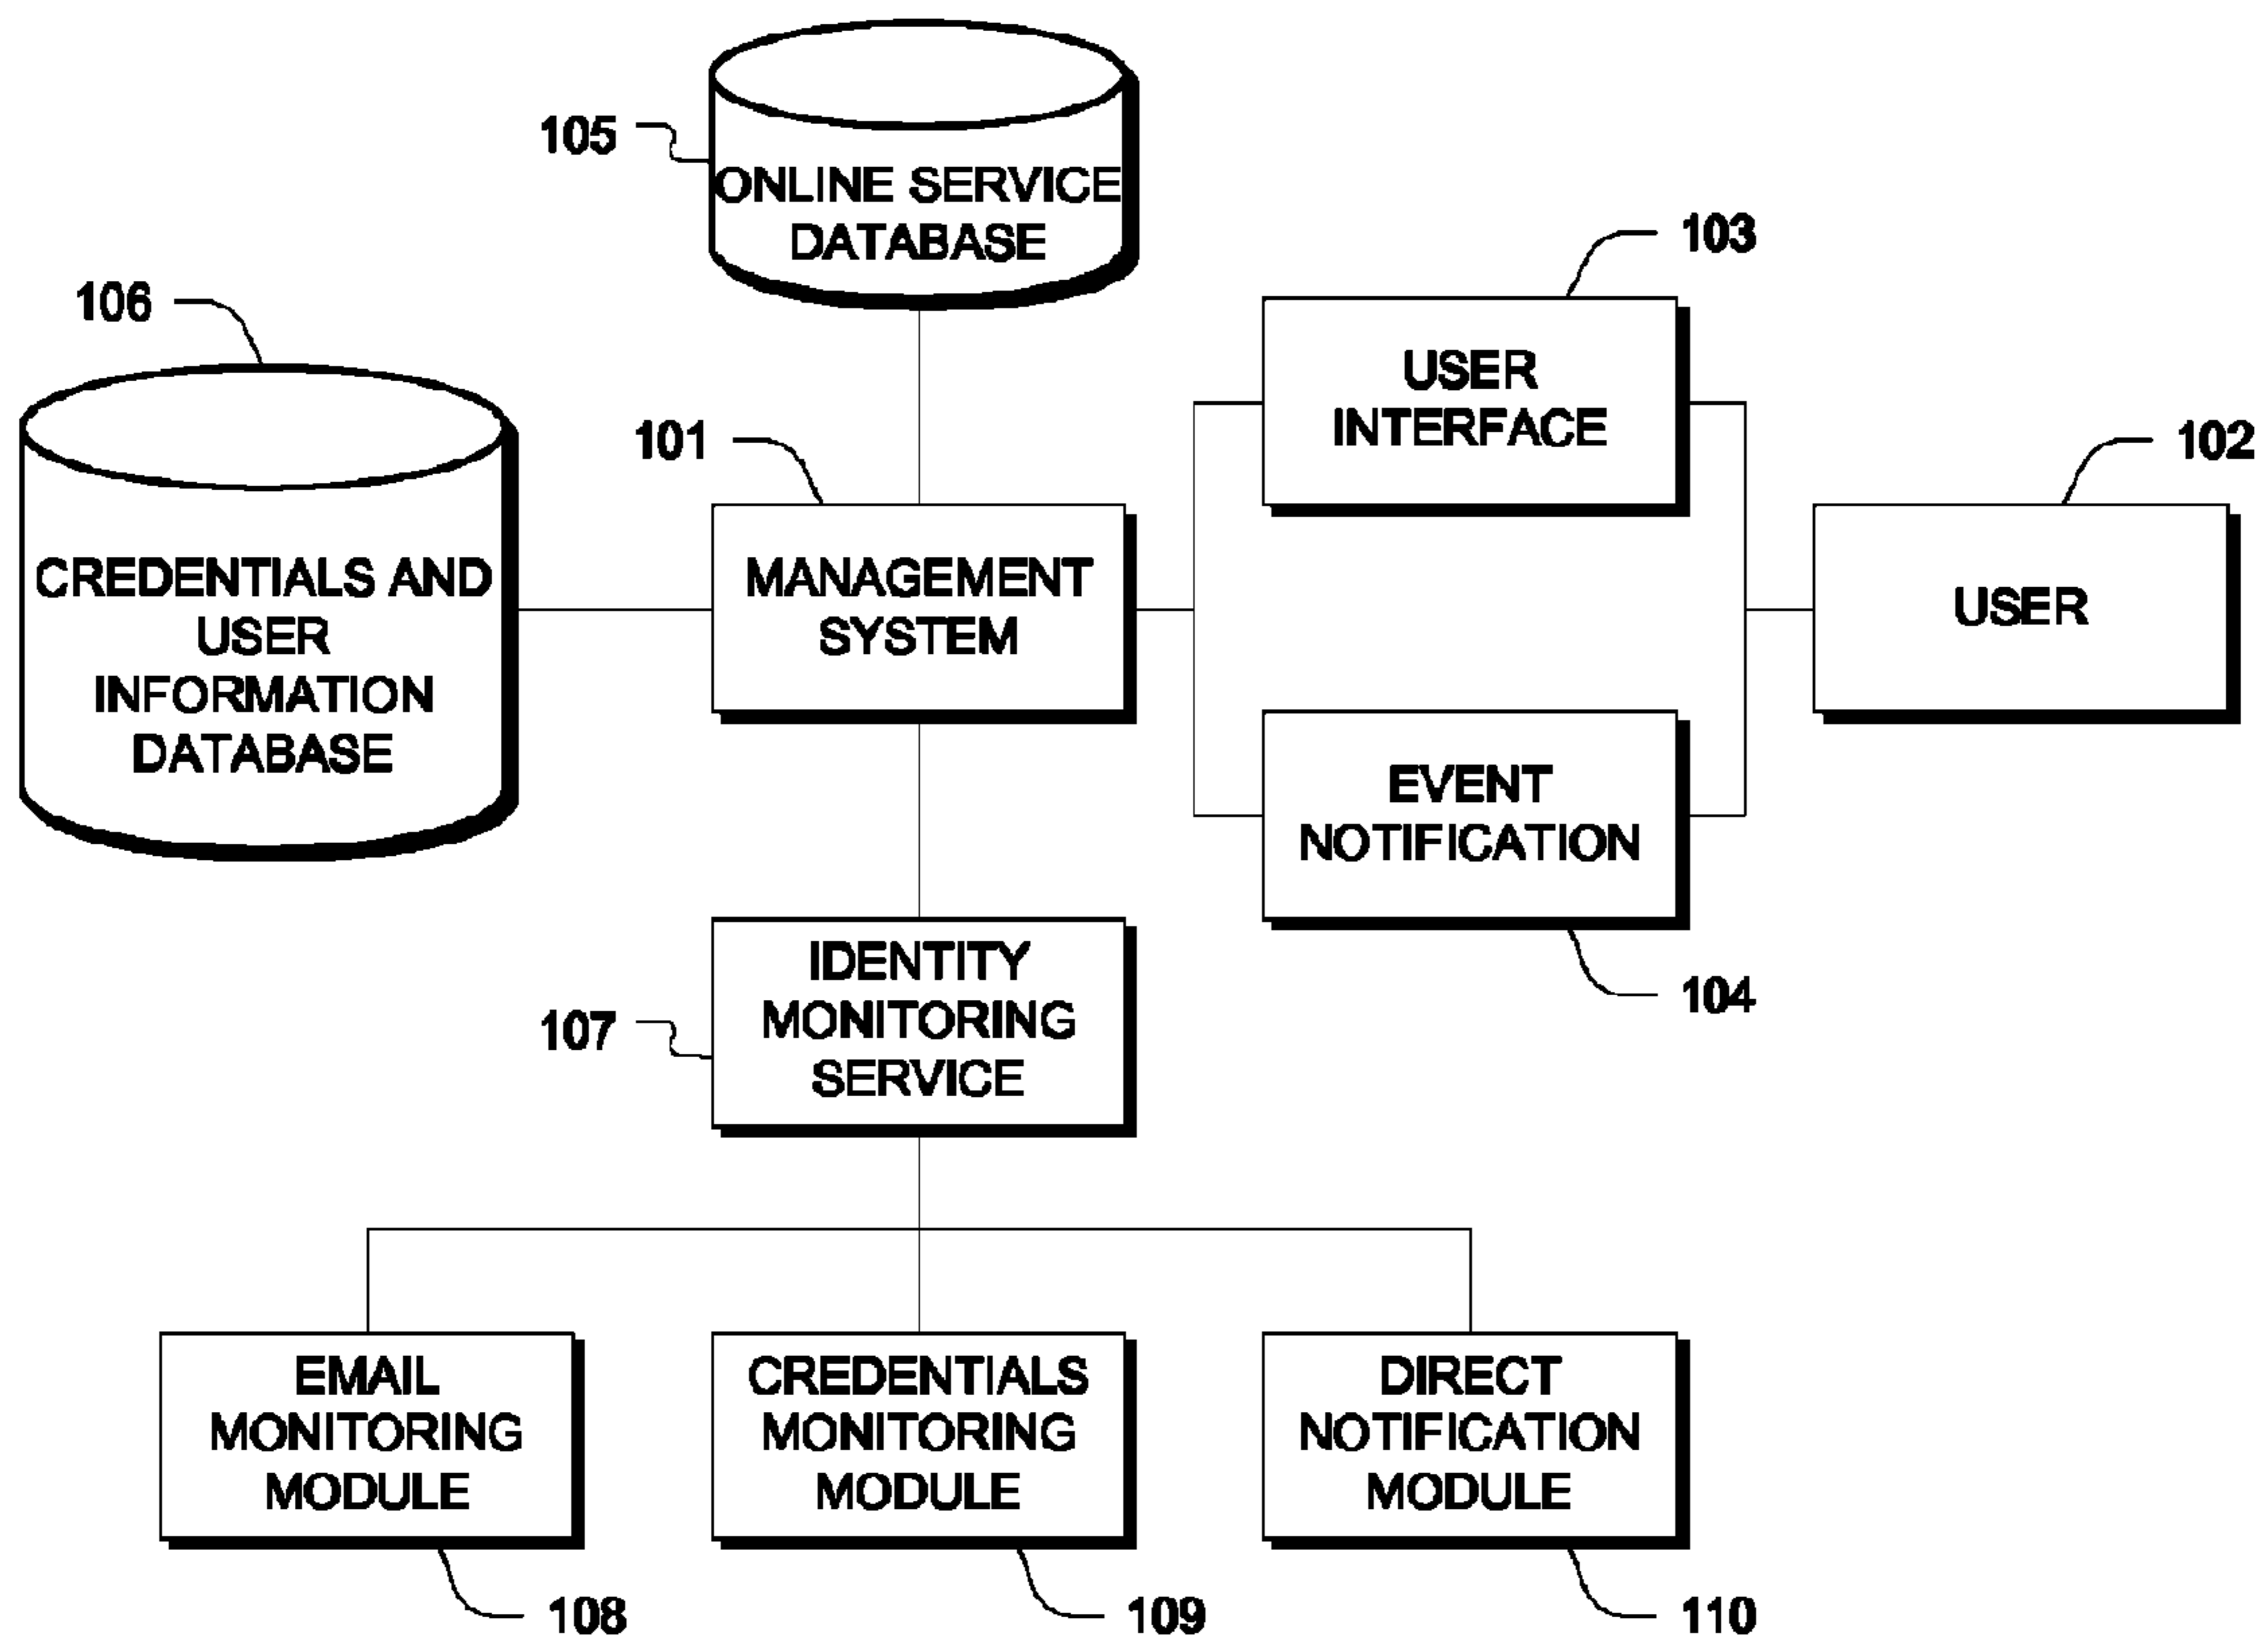 105
ONLINE SERVICE
DATABASE
103
106
USER
INTERFACE
101
102
CREDENTIALS AND
USER
INFORMATION
DATABASE
MANAGEMENT
SYSTEM
USER
EVENT
NOTIFICATION
104
IDENTITY
MONITORING
SERVICE
107
EMAIL
MONITORING
MODULE
CREDENTIALS
MONITORING
MODULE
DIRECT
NOTIFICATION
MODULE
108
109
110